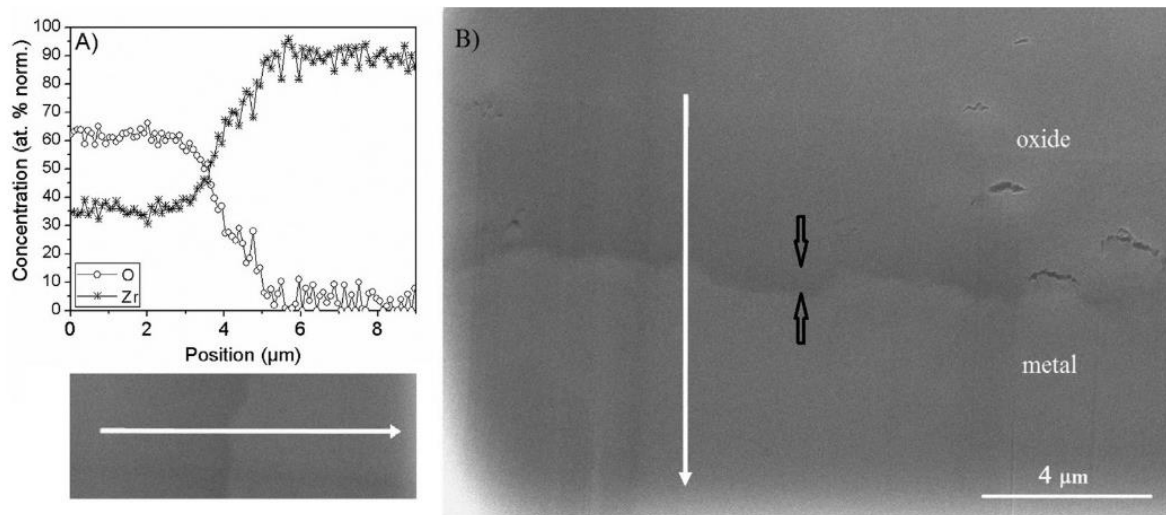 A)
Concentration (at. % norm.)
100
90
80
70
60
50
40
30
20
10
0
O
Zr
0 2 4 6 8
Position (µm)
B)
oxide
metal
4 µm